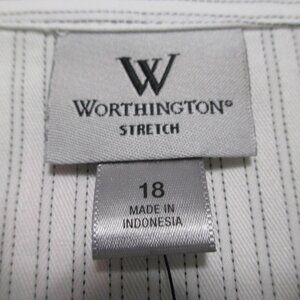 W
WORTHINGTON®
STRETCH
18
MADE IN
INDONESIA